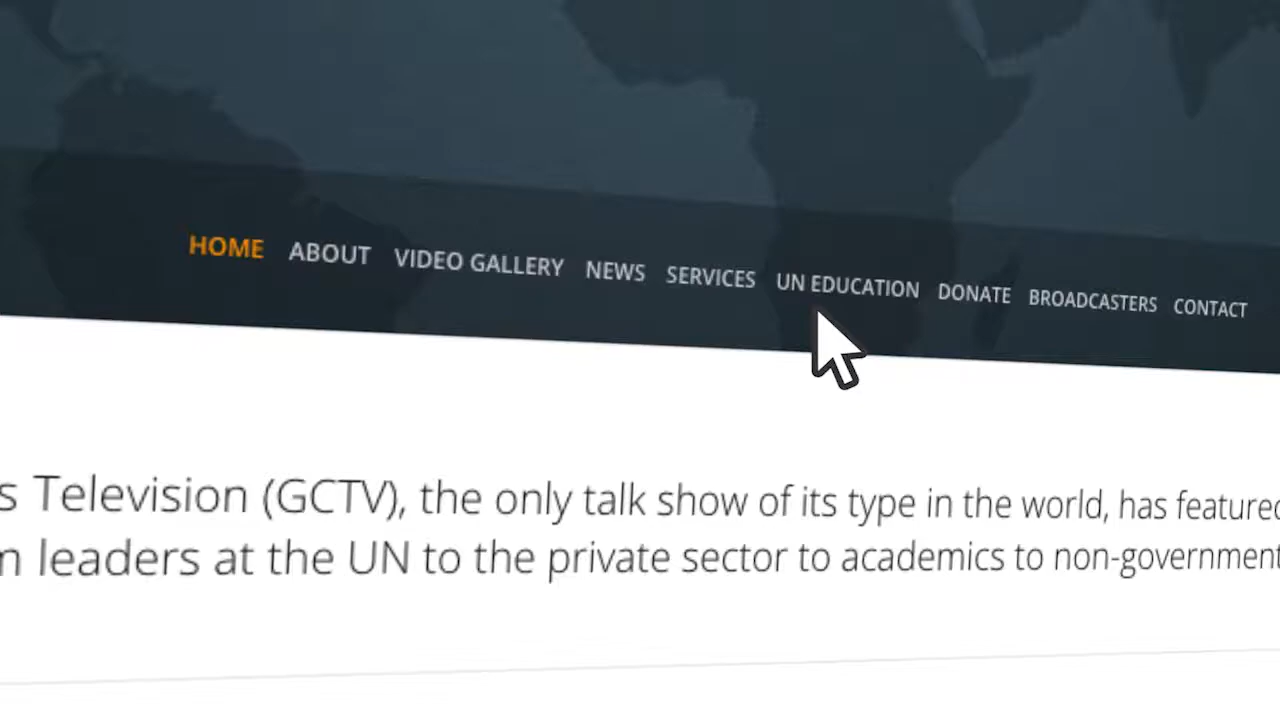 HOME ABOUT VIDEO GALLERY NEWS SERVICES UN EDUCATION DONATE BROADCASTERS CONTACT
s Television (GCTV), the only talk show of its type in the world, has featured
leaders at the UN to the private sector to academics to non-government